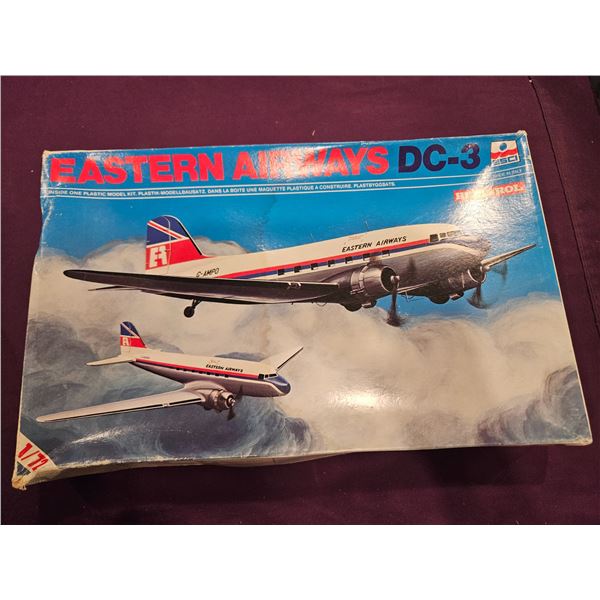 EASTERN AIRWAYS DC-3
ESCI
INSIDE ONE PLASTIC MODEL KIT. PLASTIK-MODELLBAUSATZ. DANS LA BOITE UNE MAQUETTE PLASTIQUE A CONSTRUIRE. PLASTBYGGSATS.
EASTERN AIRWAYS
G-AMPO
EASTERN AIRWAYS
1/72